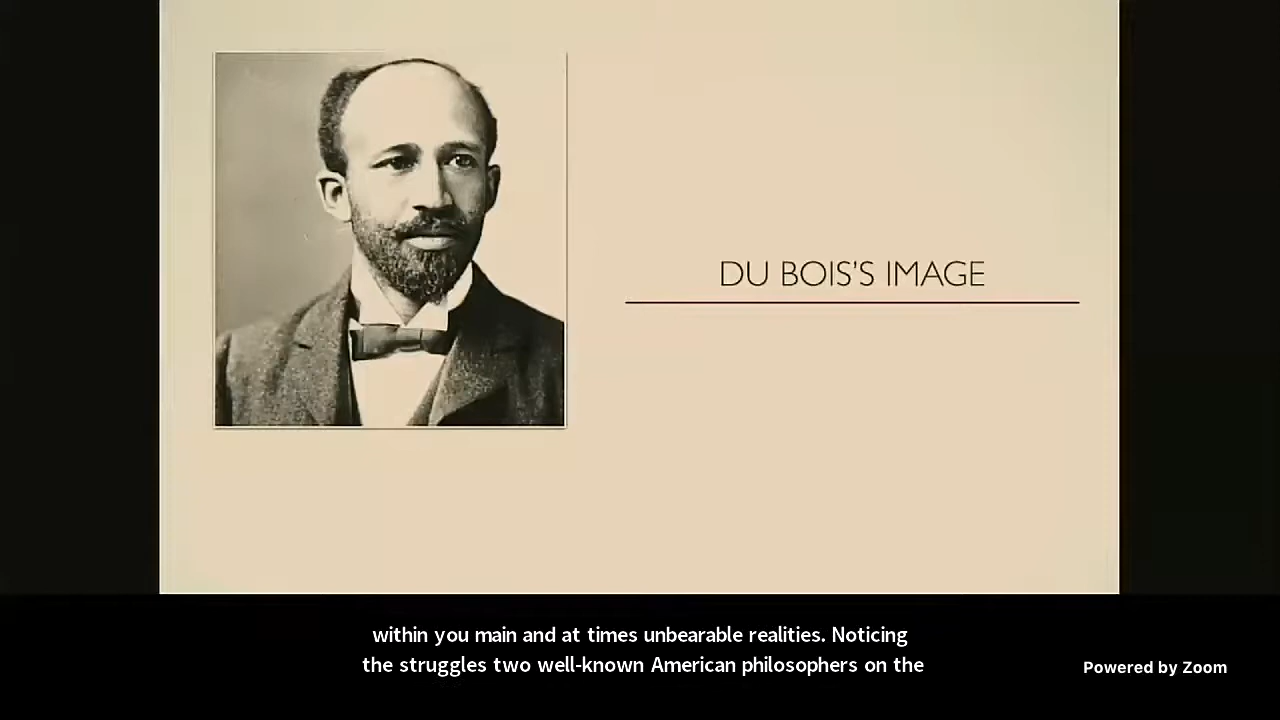 DU BOIS'S IMAGE
within you main and at times unbearable realities. Noticing
the struggles two well-known American philosophers on the
Powered by Zoom